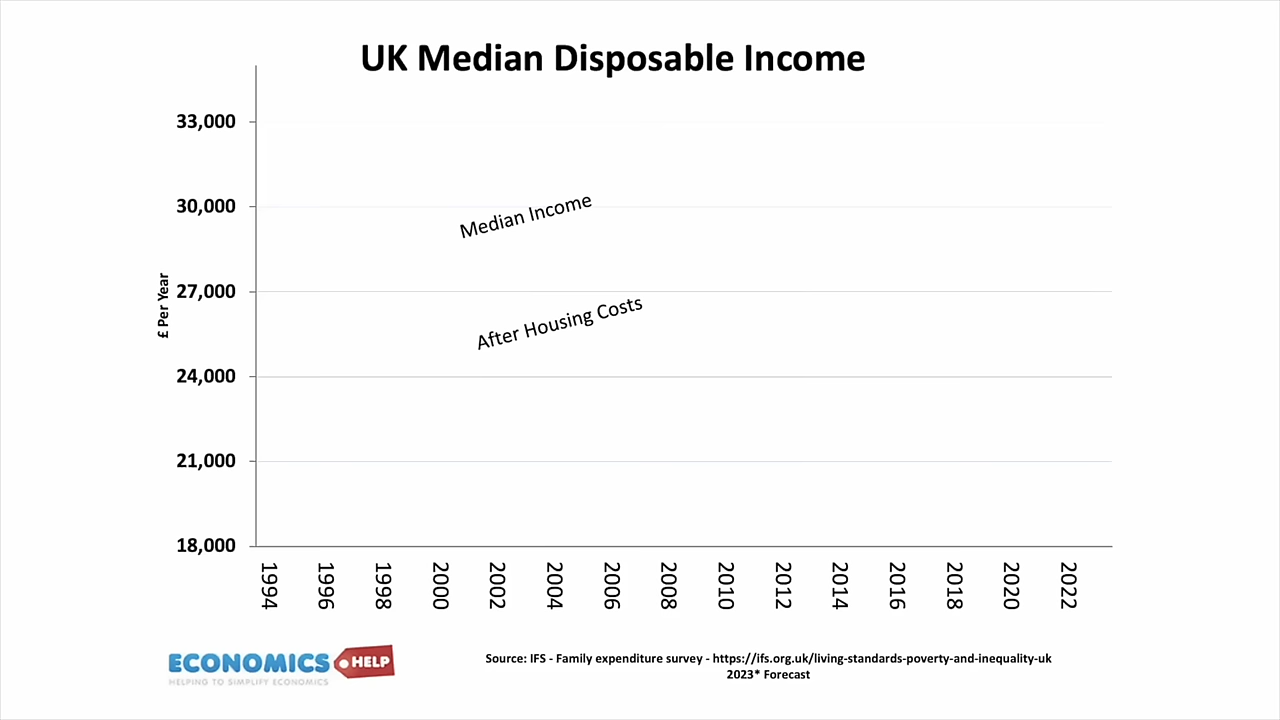 UK Median Disposable Income
33,000
30,000
27,000
24,000
21,000
18,000
£ Per Year
Median Income
After Housing Costs
1994
1996
1998
2000
2002
2004
2006
2008
2010
2012
2014
2016
2018
2020
2022
ECONOMICS HELP
HELPING TO SIMPLIFY ECONOMICS
Source: IFS - Family expenditure survey - https://ifs.org.uk/living-standards-poverty-and-inequality-uk
2023* Forecast